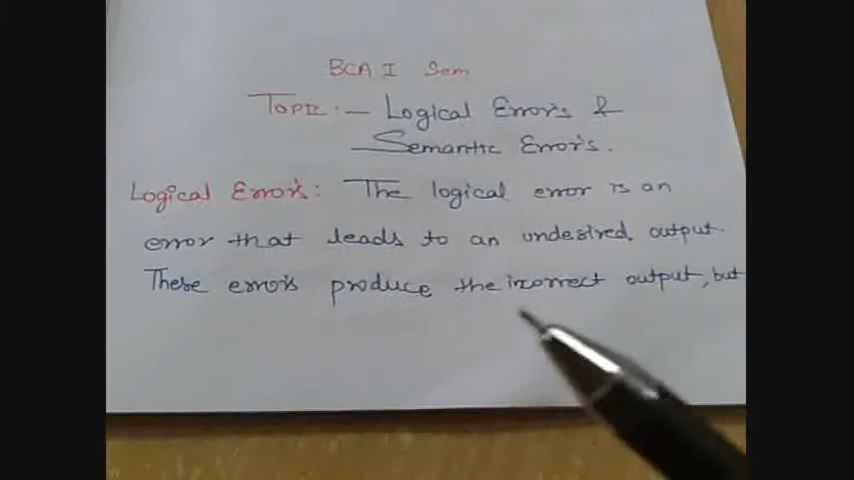 BCA I Sem
Topic :- Logical Errors &
Semantic Errors.
Logical Errors: The logical error is an
error that leads to an undesired output.
These errors produce the incorrect output, but